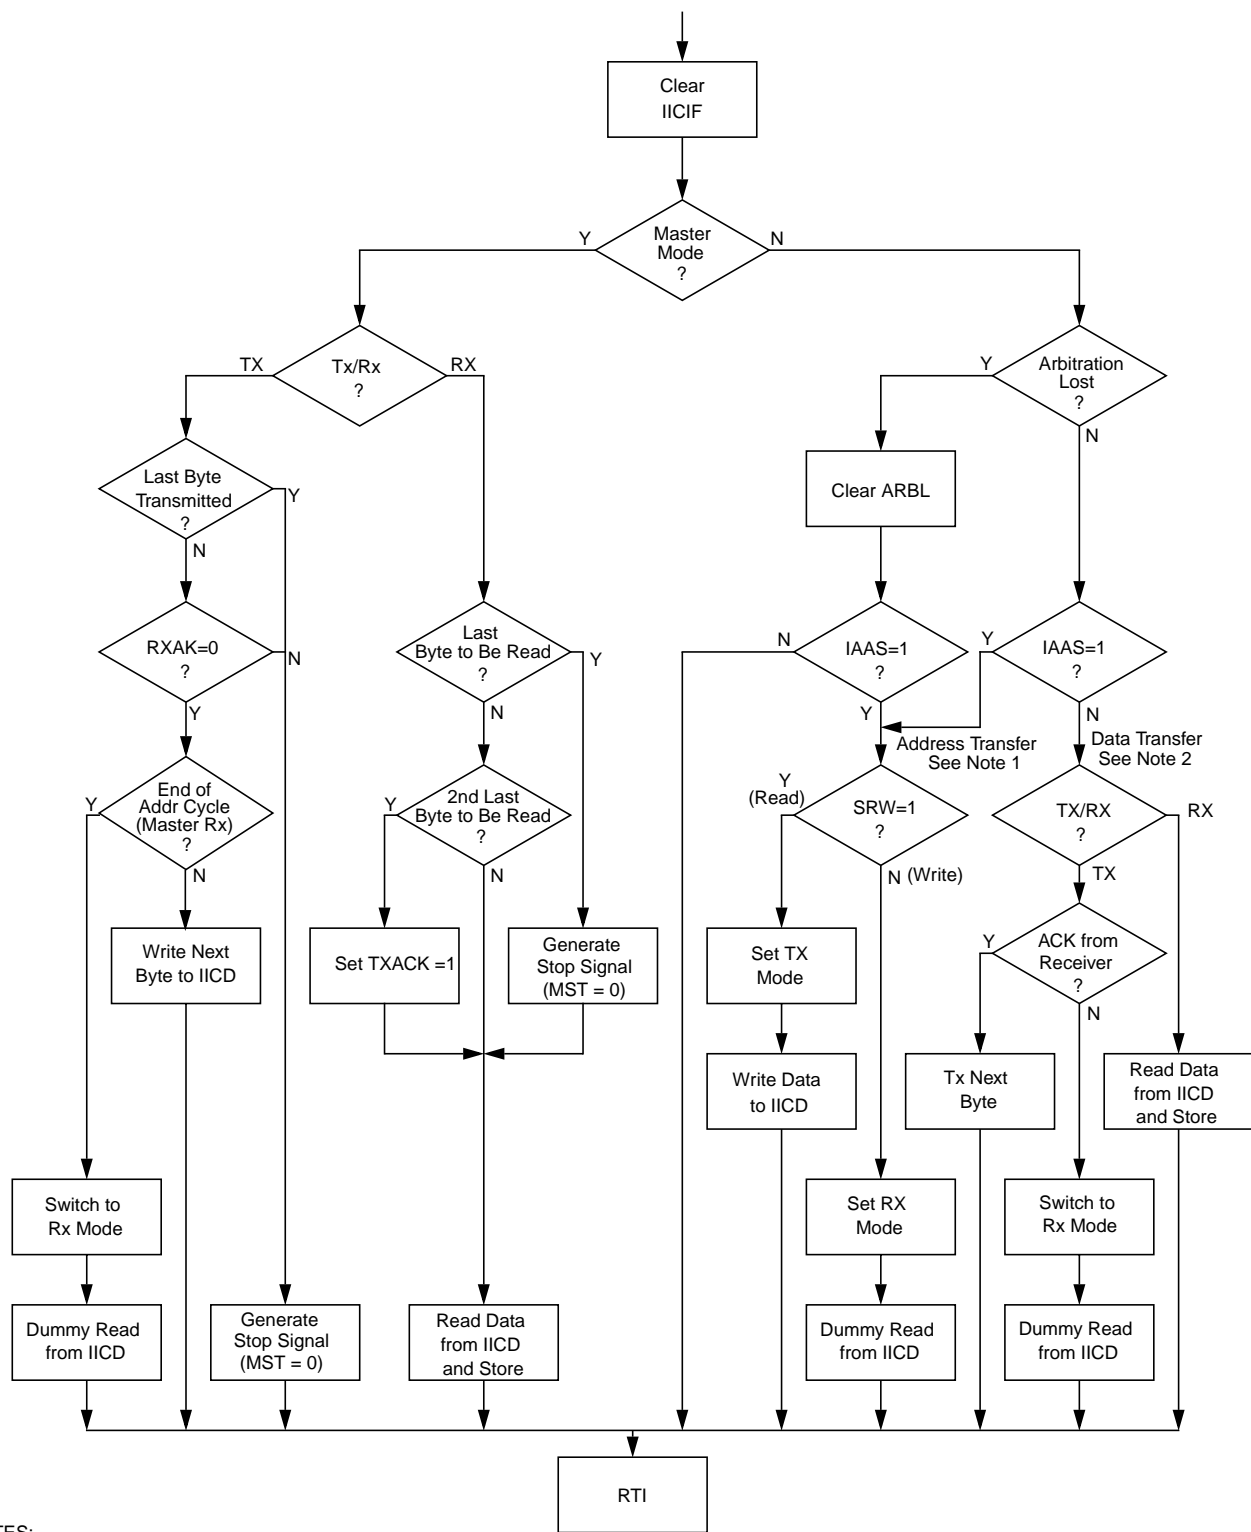 Clear
IICIF
Master
Mode
?
Y
N
Tx/Rx
?
TX
RX
Arbitration
Lost
?
Y
N
Last Byte
Transmitted
?
Y
N
Clear ARBL
RXAK=0
?
N
Y
Last
Byte to Be Read
?
Y
N
IAAS=1
?
N
Y
IAAS=1
?
Y
N
Address Transfer
See Note 1
Data Transfer
See Note 2
End of
Addr Cycle
(Master Rx)
?
Y
N
2nd Last
Byte to Be Read
?
Y
N
Y
(Read)
SRW=1
?
N (Write)
TX/RX
?
RX
TX
Write Next
Byte to IICD
Set TXACK =1
Generate
Stop Signal
(MST = 0)
Set TX
Mode
ACK from
Receiver
?
Y
N
Write Data
to IICD
Tx Next
Byte
Read Data
from IICD
and Store
Switch to
Rx Mode
Set RX
Mode
Switch to
Rx Mode
Dummy Read
from IICD
Generate
Stop Signal
(MST = 0)
Read Data
from IICD
and Store
Dummy Read
from IICD
Dummy Read
from IICD
RTI
TES: